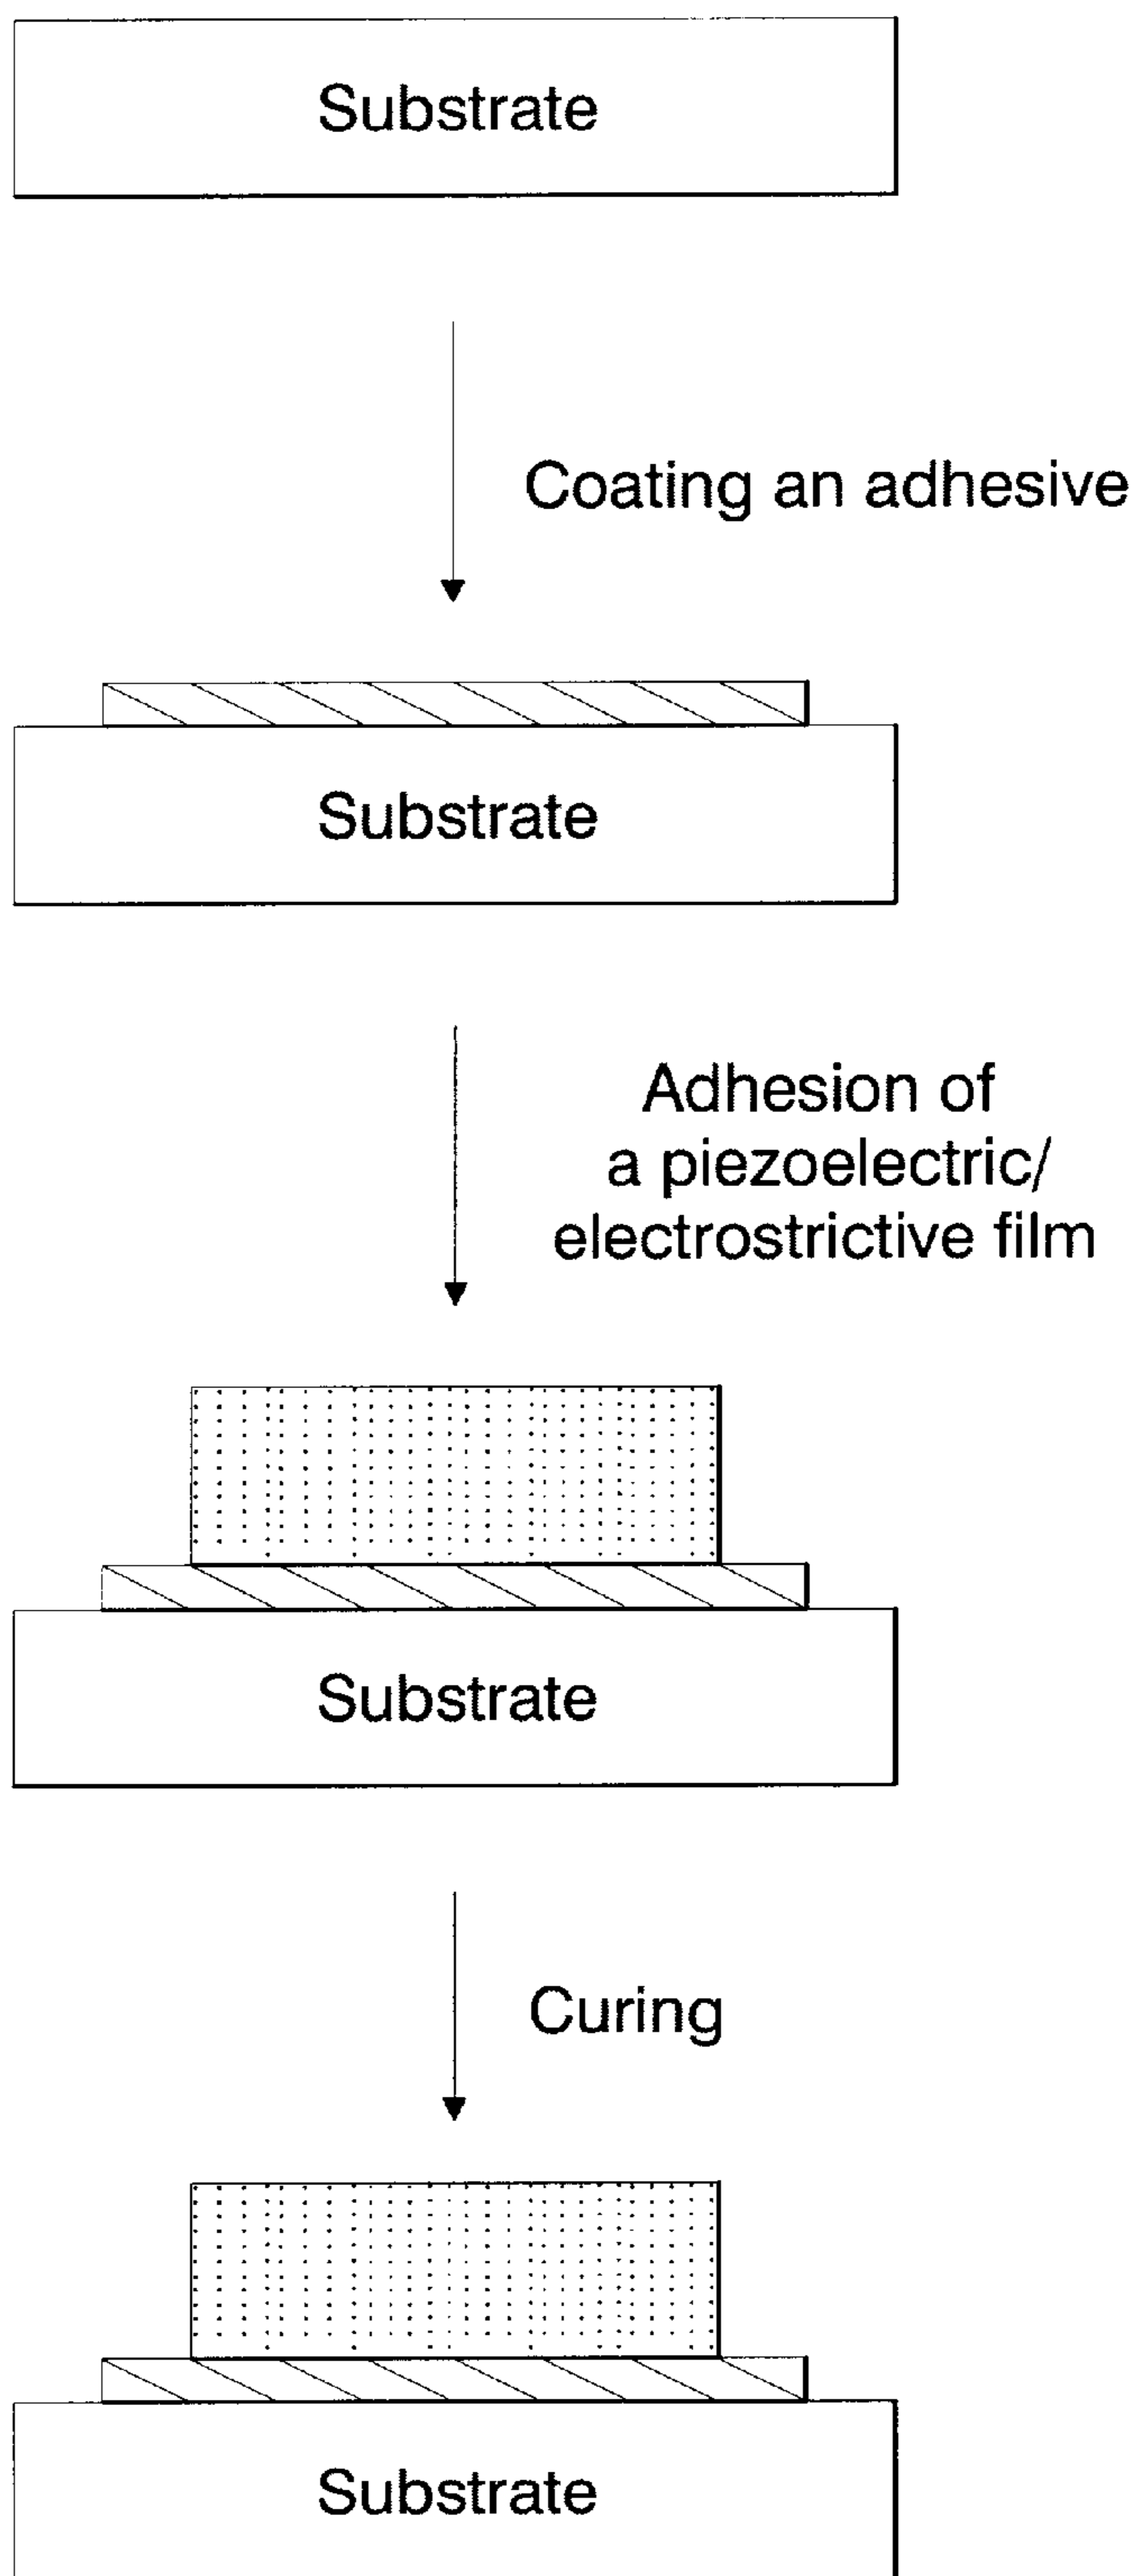 Substrate
Coating an adhesive
Substrate
Adhesion of
a piezoelectric/
electrostrictive film
Substrate
Curing
Substrate